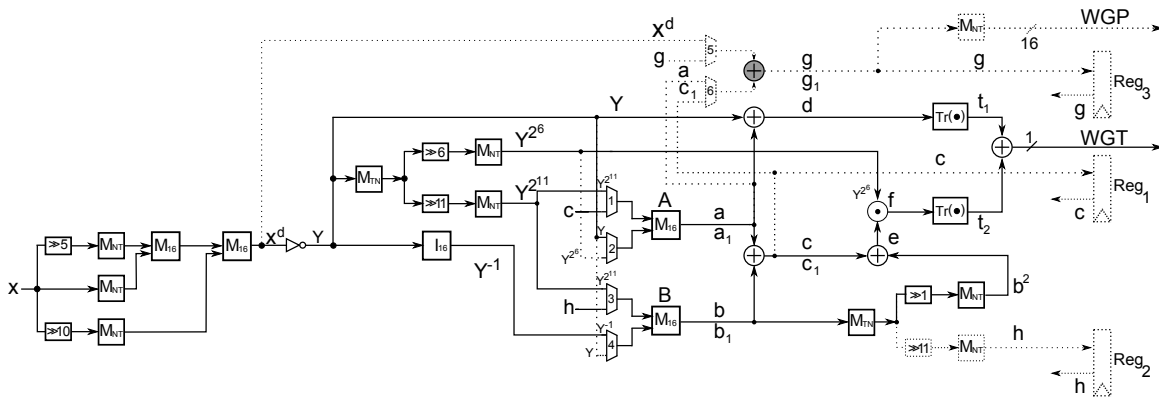 WGP
M_NT
16
x^d
5
g
g
g_1
g
Reg_3
g
a
c_1
6
Y
d
Tr(•)
t_1
Y^{2^6}
≫6
M_NT
M_TN
WGT
1
c
Reg_1
c
≫11
M_NT
Y^{2^{11}}
Y^{2^{11}}
1
c
A
M_16
a
a_1
Y^{2^6}
f
Tr(•)
t_2
Y
2
Y^{2^6}
e
x
≫5
M_NT
M_16
M_16
x^d
Y
I_16
Y^{-1}
c
c_1
M_NT
≫10
M_NT
Y^{2^{11}}
3
h
B
M_16
b
b_1
Y^{-1}
4
Y
M_TN
≫1
M_NT
b^2
≫11
M_NT
h
Reg_2
h